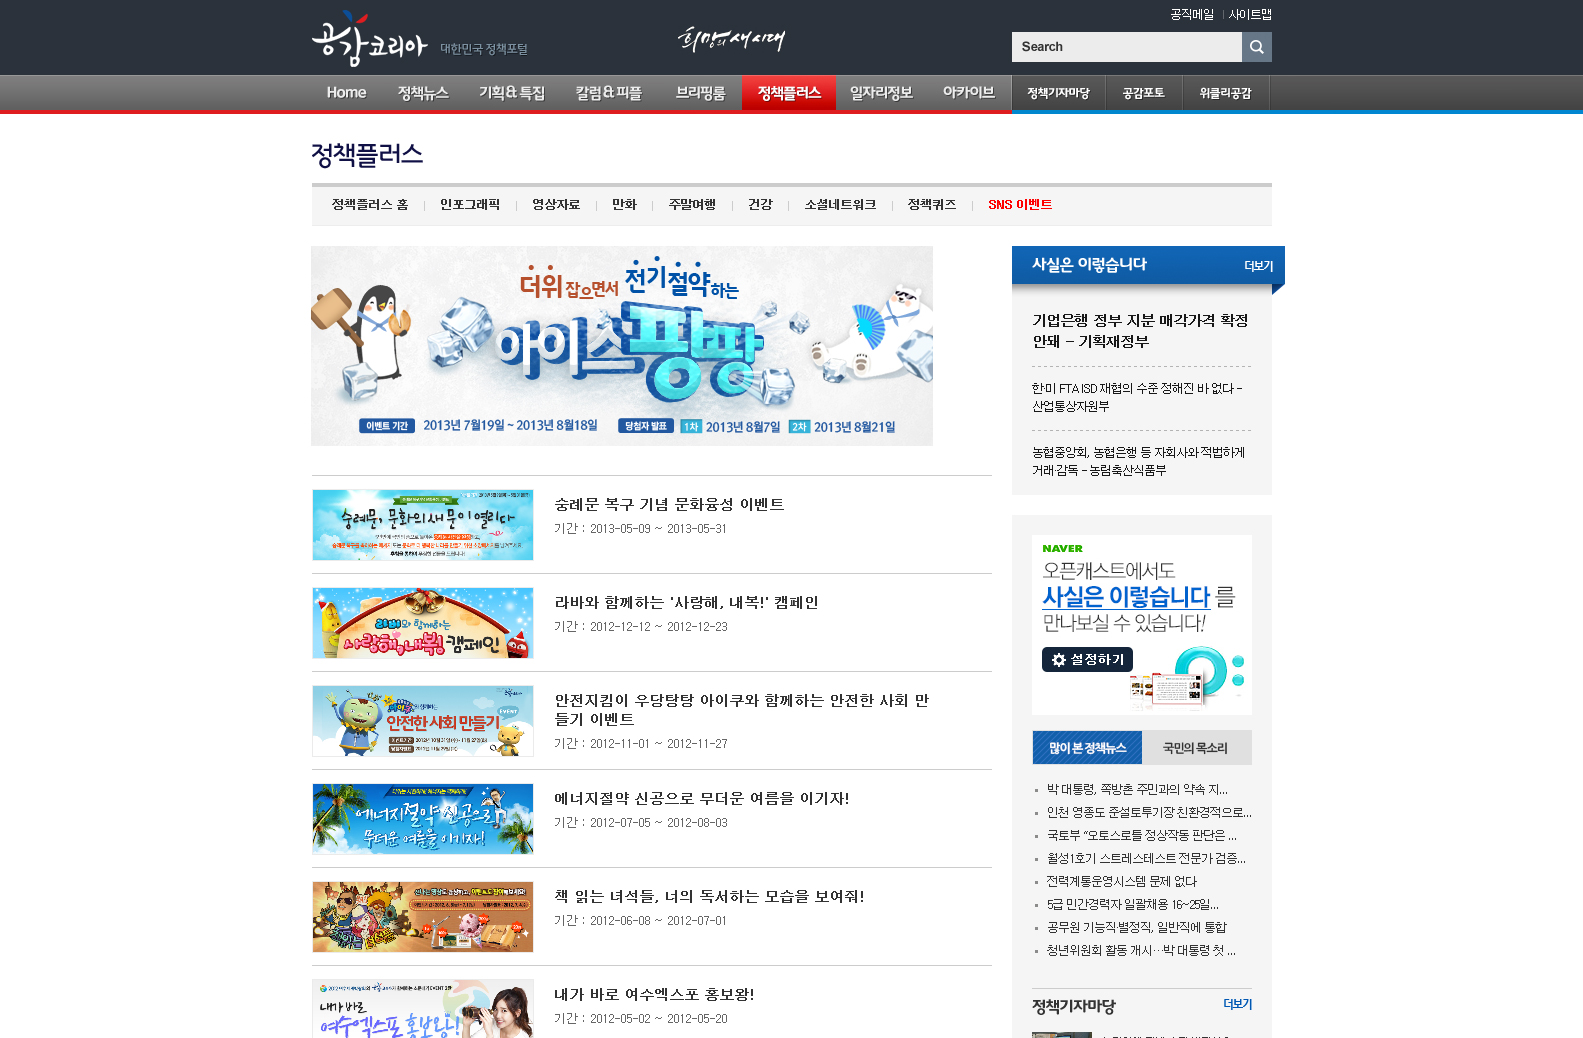 공직메일
사이트맵
공감코리아 대한민국 정책포털
희망의 새 시대
Search
Home 정책뉴스 기획&특집 칼럼&피플 브리핑룸 정책플러스 일자리정보 아카이브 정책기자마당 공감포토 위클리공감
정책플러스
정책플러스 홈 인포그래픽 영상자료 만화 주말여행 건강 소셜네트워크 정책퀴즈 SNS 이벤트
더위 잡으면서 전기절약하는
아이스팡팡
이벤트 기간 2013년 7월19일 ~ 2013년 8월18일 당첨자 발표 1차 2013년 8월7일 2차 2013년 8월21일
숭례문, 문화의 새 문이 열리다
숭례문 복구 기념 문화융성 이벤트
기간 : 2013-05-09 ~ 2013-05-31
라바와 함께하는
사랑해, 내복! 캠페인
라바와 함께하는 '사랑해, 내복!' 캠페인
기간 : 2012-12-12 ~ 2012-12-23
안전한 사회 만들기
EVENT
안전지킴이 우당탕탕 아이쿠와 함께하는 안전한 사회 만
들기 이벤트
기간 : 2012-11-01 ~ 2012-11-27
에너지절약 신공으로
무더운 여름을 이기자!
에너지절약 신공으로 무더운 여름을 이기자!
기간 : 2012-07-05 ~ 2012-08-03
책 읽는 녀석들, 너의 독서하는 모습을 보여줘!
기간 : 2012-06-08 ~ 2012-07-01
내가 바로
여수엑스포 홍보왕!
내가 바로 여수엑스포 홍보왕!
기간 : 2012-05-02 ~ 2012-05-20
사실은 이렇습니다 더보기
기업은행 정부 지분 매각가격 확정
안돼 – 기획재정부
한·미 FTA ISD 재협의 수준 정해진 바 없다 –
산업통상자원부
농협중앙회, 농협은행 등 자회사와 적법하게
거래·감독 – 농림축산식품부
NAVER
오픈캐스트에서도
사실은 이렇습니다 를
만나보실 수 있습니다!
설정하기
많이 본 정책뉴스 국민의 목소리
박 대통령, 쪽방촌 주민과의 약속 지...
인천 영종도 준설토투기장 친환경적으로...
국토부 “오토스로틀 정상작동 판단은 ...
월성1호기 스트레스테스트 전문가 검증...
전력계통운영시스템 문제 없다
5급 민간경력자 일괄채용 16~25일...
공무원 기능직·별정직, 일반직에 통합
청년위원회 활동 개시…박 대통령 첫 ...
정책기자마당 더보기